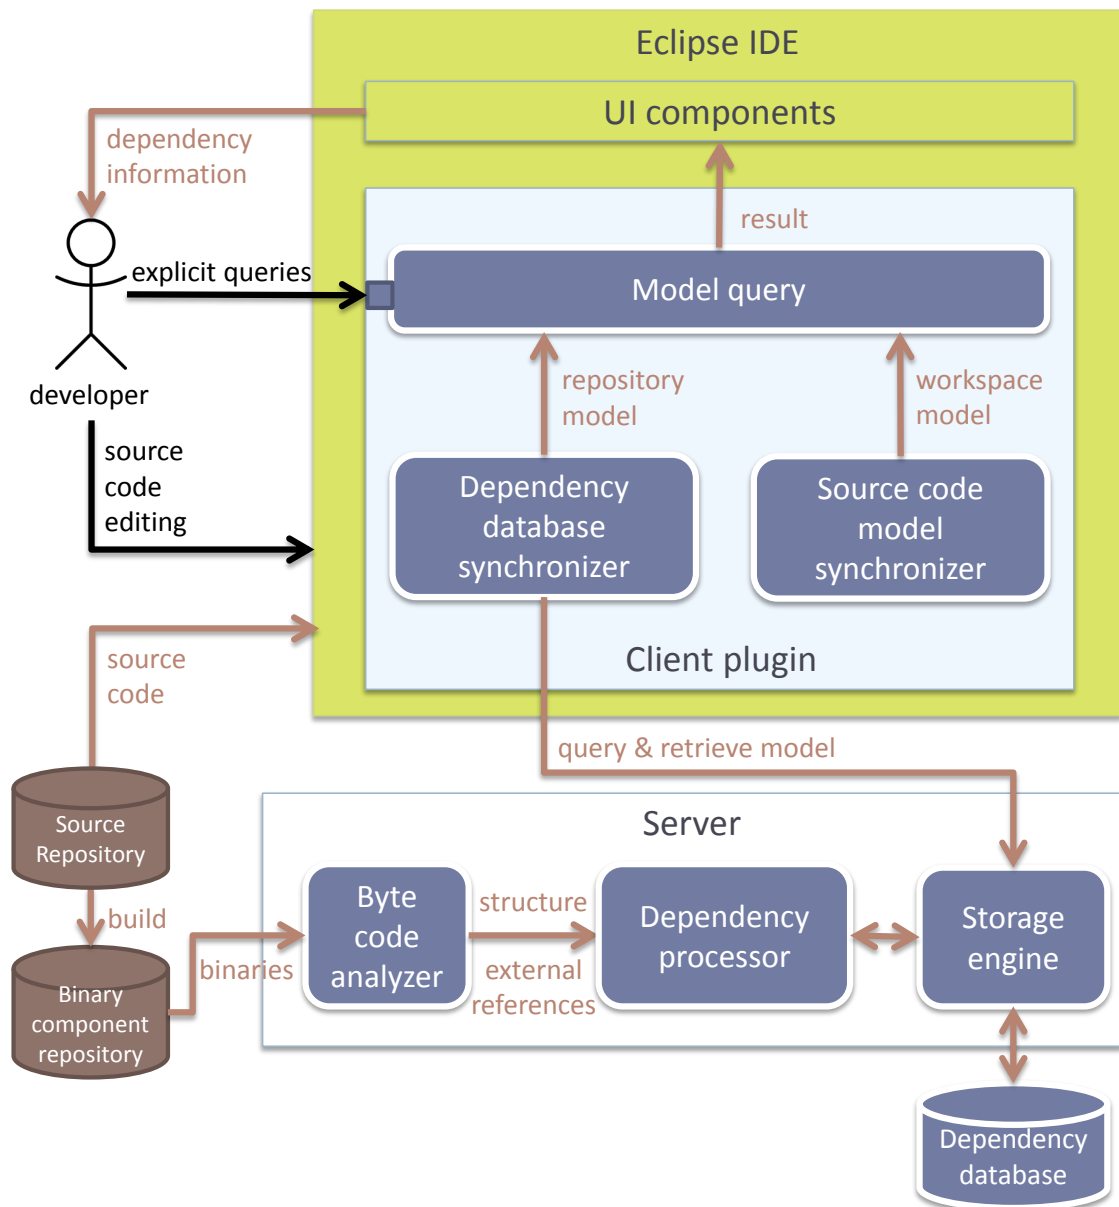 Eclipse IDE
UI components
dependency
information
result
explicit queries
Model query
developer
repository
model
workspace
model
source
code
editing
Dependency
database
synchronizer
Source code
model
synchronizer
source
code
Client plugin
query & retrieve model
Source
Repository
Server
build
Byte
code
analyzer
structure
Dependency
processor
Storage
engine
binaries
external
references
Binary
component
repository
Dependency
database